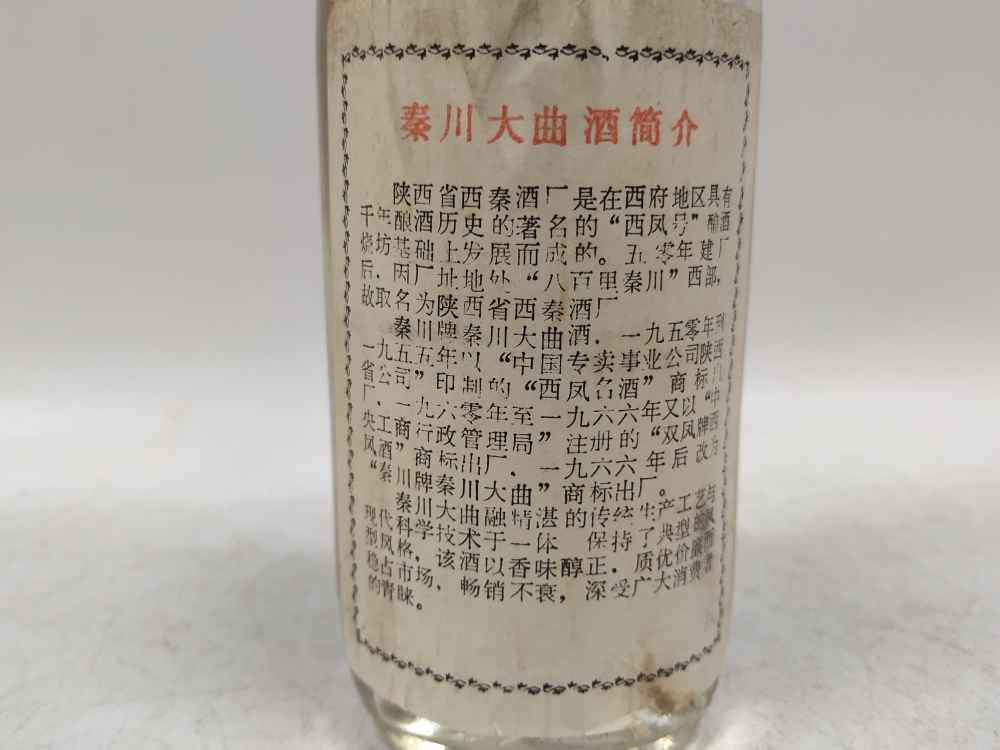 秦川大曲酒简介
陕西省西秦酒厂是在西府地区具有
千年酿酒历史的著名的“西凤号”酿酒
烧坊基础上发展而成的。五零年建厂
后.因厂址地处“八百里秦川”西部,
故取名为陕西省西秦酒厂
秦川牌秦川大曲酒.一九五零年到
一九五五年以“中国专卖事业公司陕西
省公司”印制的“西凤名酒”商标出
厂.一九六零年至一九六六年又以“中
央工商行政管理局”注册的“双凤牌西
凤酒”商标出厂.一九六六年后改为
“秦川牌秦川大曲”商标出厂。
秦川大曲融精湛的传统生产工艺与
现代科学技术于一体 保持了典型的
型风格,该酒以香味醇正.质优价廉
稳占市场,畅销不衰,深受广大消费者
的青睐。